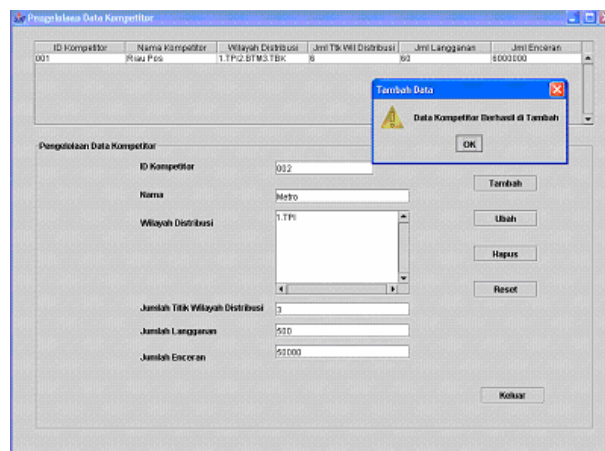 Pengelolaan Data Kompetitor
ID Kompetitor Nama Kompetitor Wilayah Distribusi Jml Ttk Wil Distribusi Jml Langganan Jml Enceran
001 Riau Pos 1.TPI2.BTM3.TBK 6 60 6000000
Tambah Data
Data Kompetitor Berhasil di Tambah
OK
Pengelolaan Data Kompetitor
ID Kompetitor 002
Tambah
Nama Metro
Wilayah Distribusi 1.TPI
Ubah
Hapus
Reset
Jumlah Titik Wilayah Distribusi 3
Jumlah Langganan 500
Jumlah Enceran 50000
Keluar